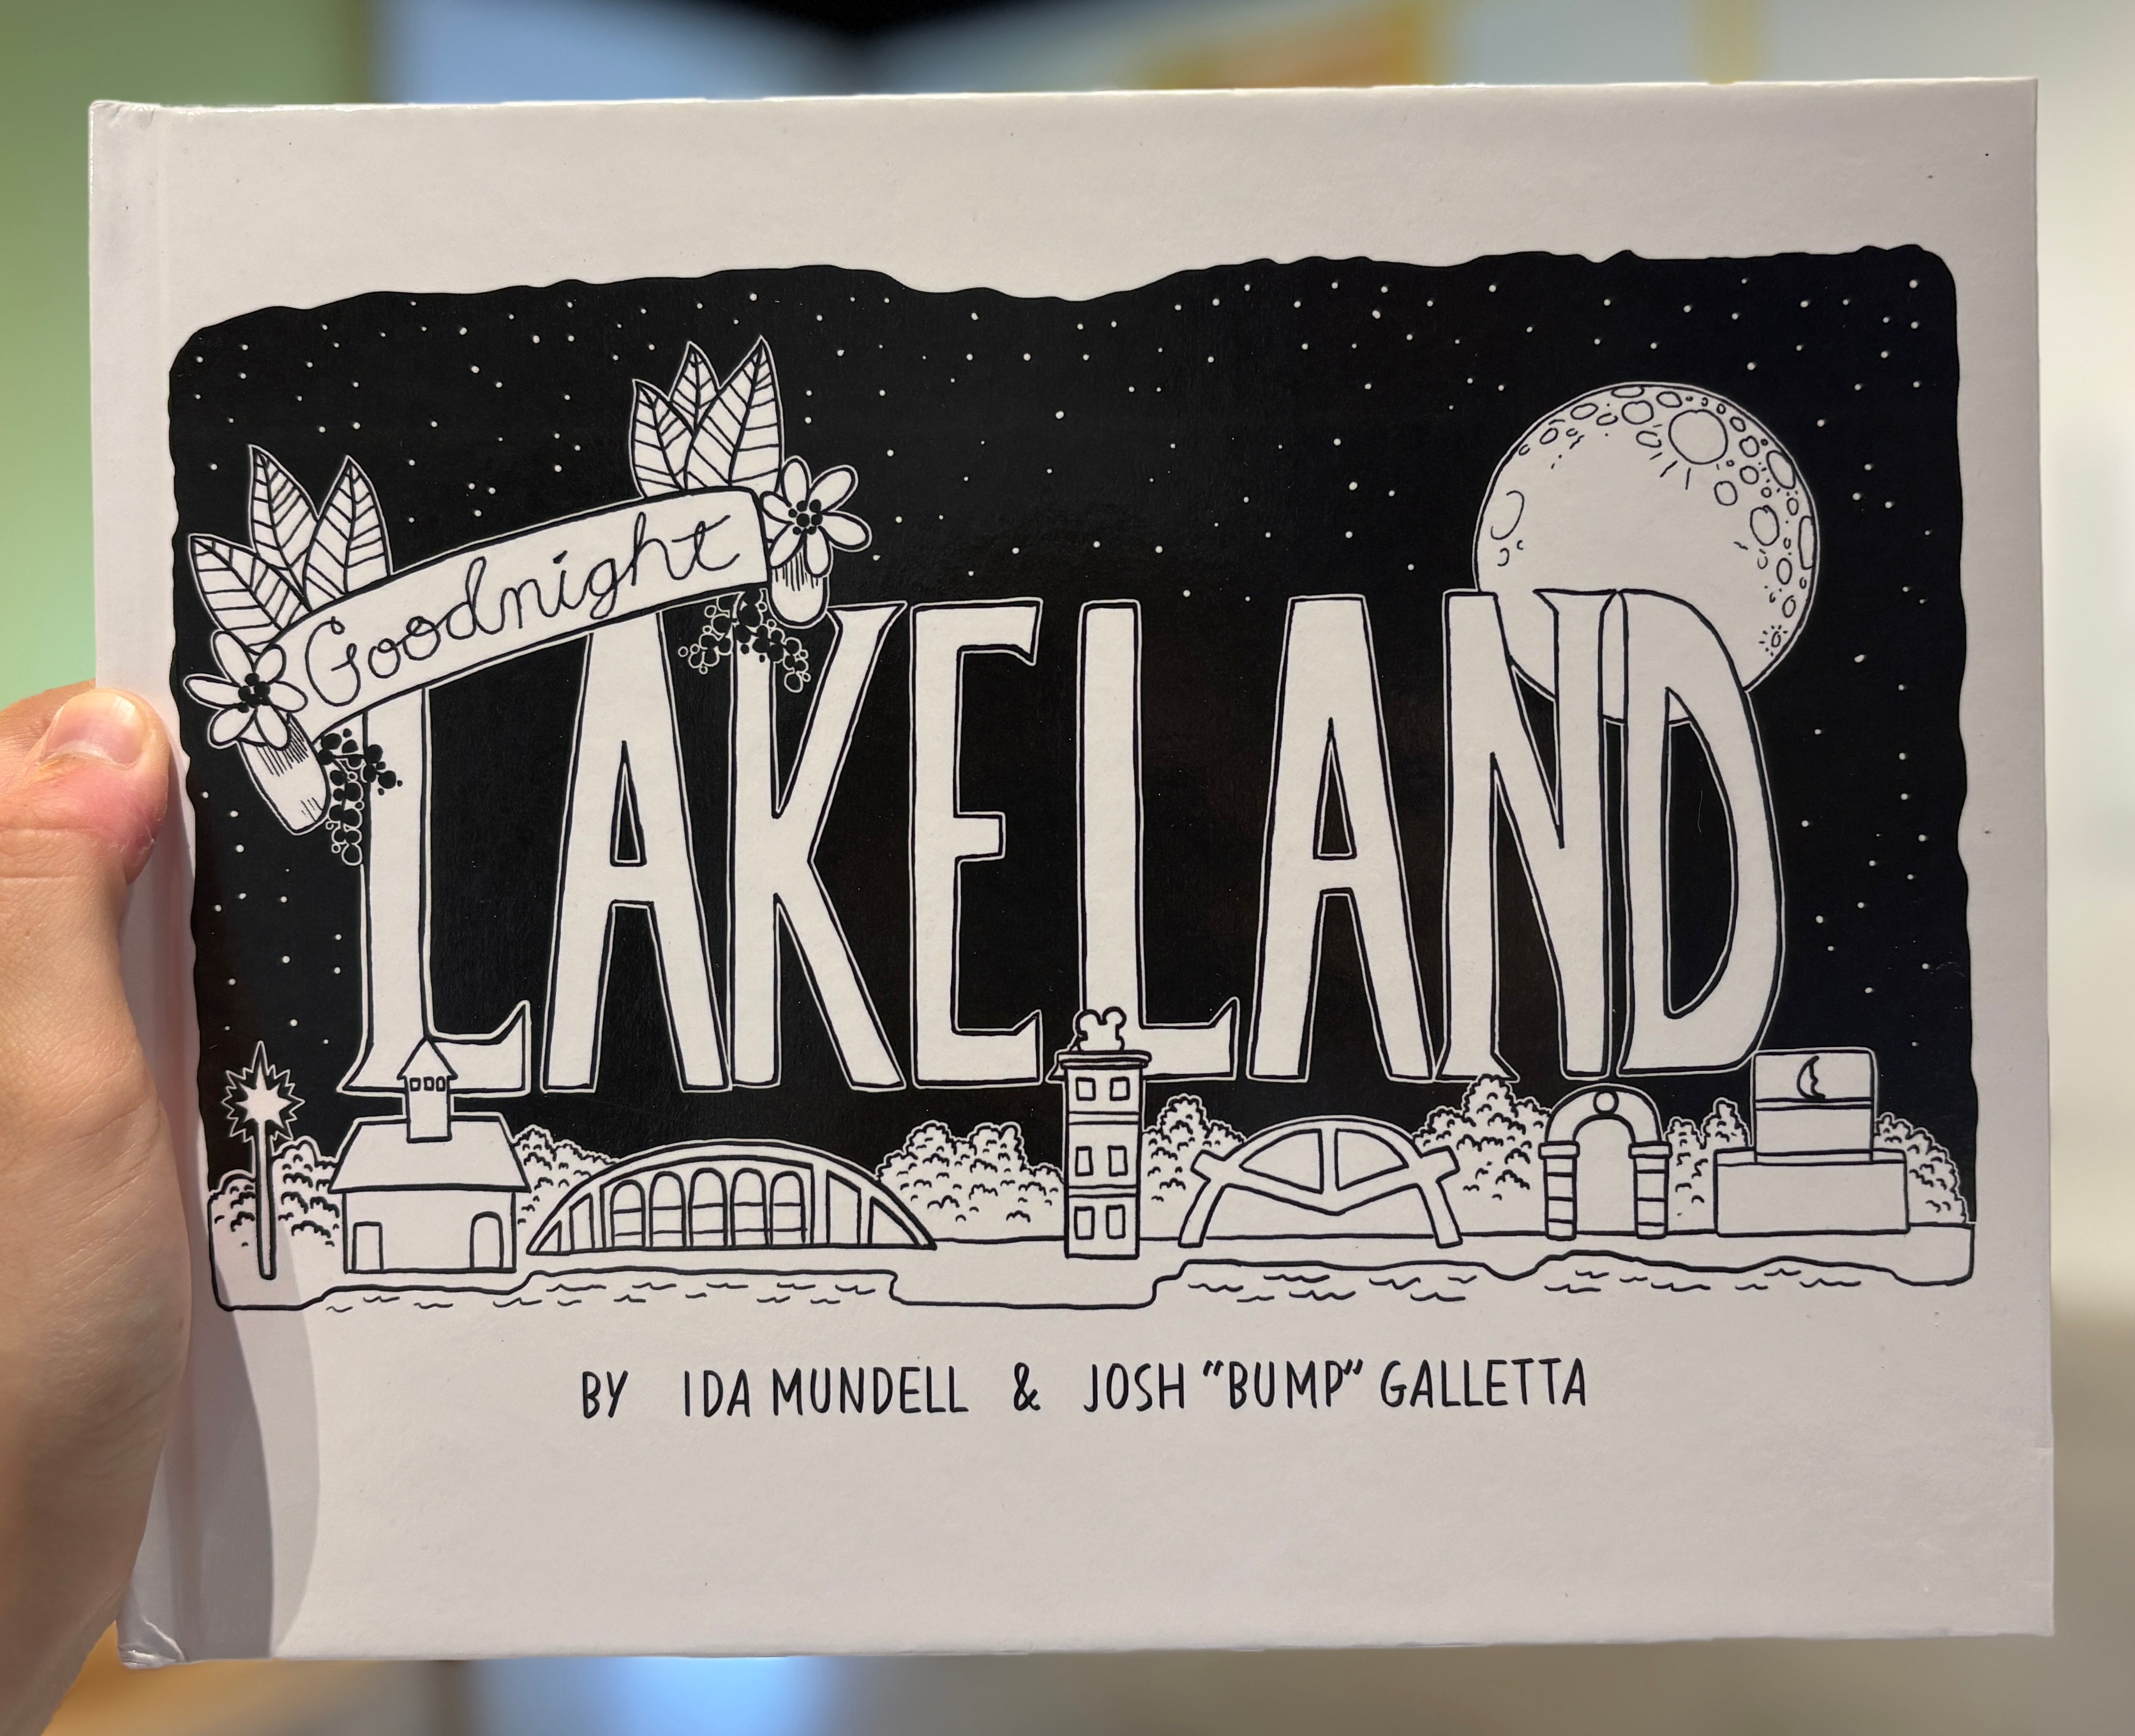 Goodnight
LAKELAND
BY IDA MUNDELL & JOSH "BUMP" GALLETTA